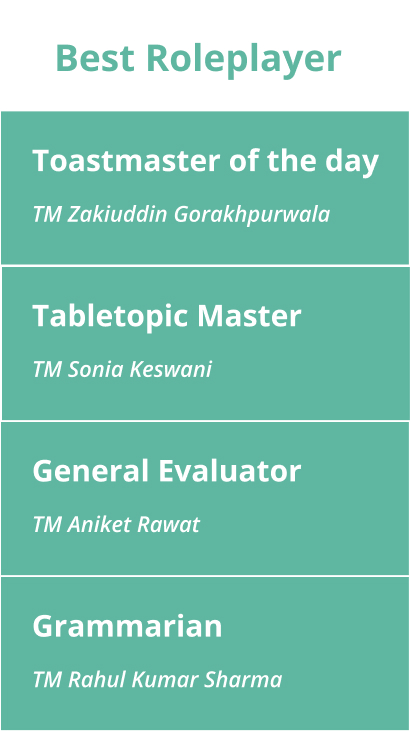 Best Roleplayer
Toastmaster of the day
TM Zakiuddin Gorakhpurwala
Tabletopic Master
TM Sonia Keswani
General Evaluator
TM Aniket Rawat
Grammarian
TM Rahul Kumar Sharma